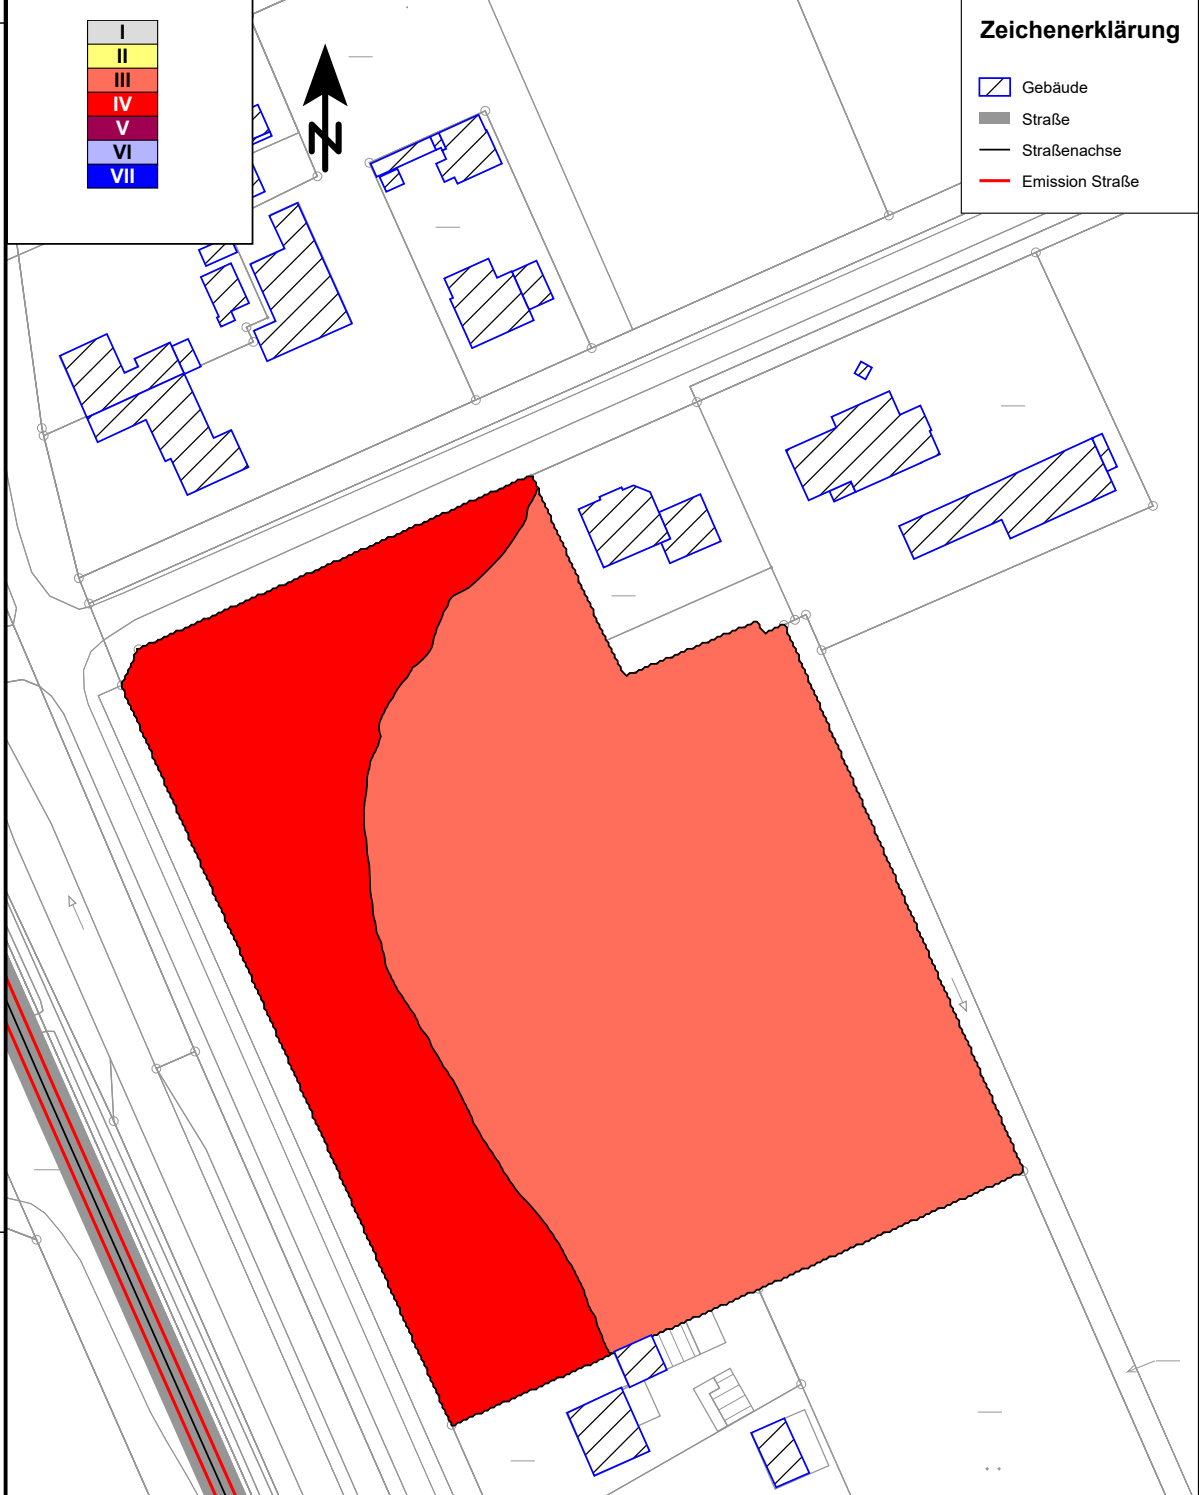 I
II
III
IV
V
VI
VII
N
Zeichenerklärung
Gebäude
Straße
Straßenachse
Emission Straße